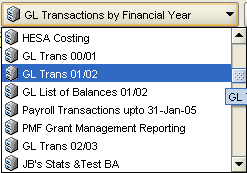 GL Transactions by Financial Year
HESA Costing
GL Trans 00/01
GL Trans 01/02
GL List of Balances 01/02
GL T
Payroll Transactions upto 31-Jan-05
PMF Grant Management Reporting
GL Trans 02/03
JB's Stats &Test BA